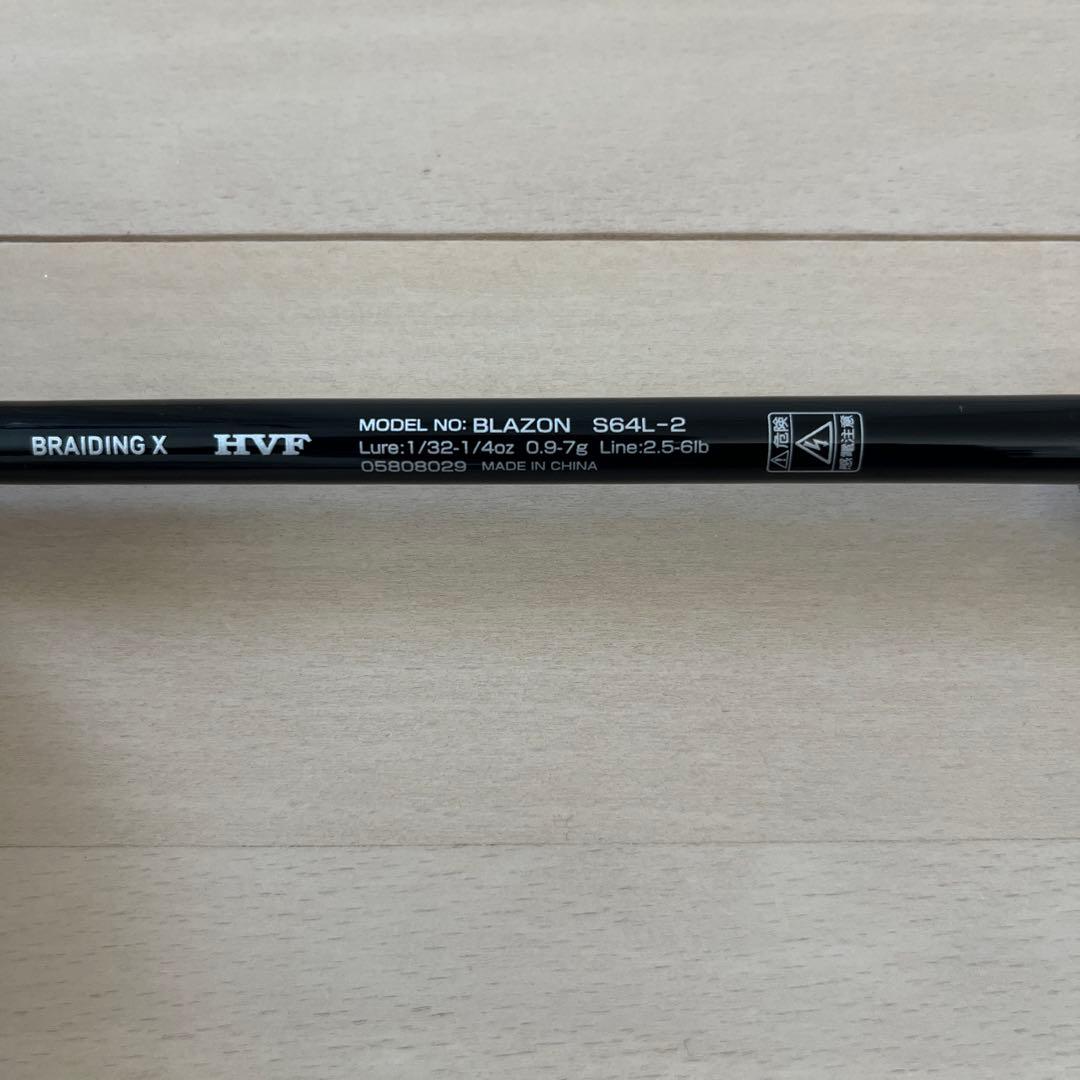 BRAIDING X
HVF
MODEL NO: BLAZON S64L-2
Lure:1/32-1/4oz 0.9-7g Line:2.5-6lb
05808029 MADE IN CHINA
危険
感電注意